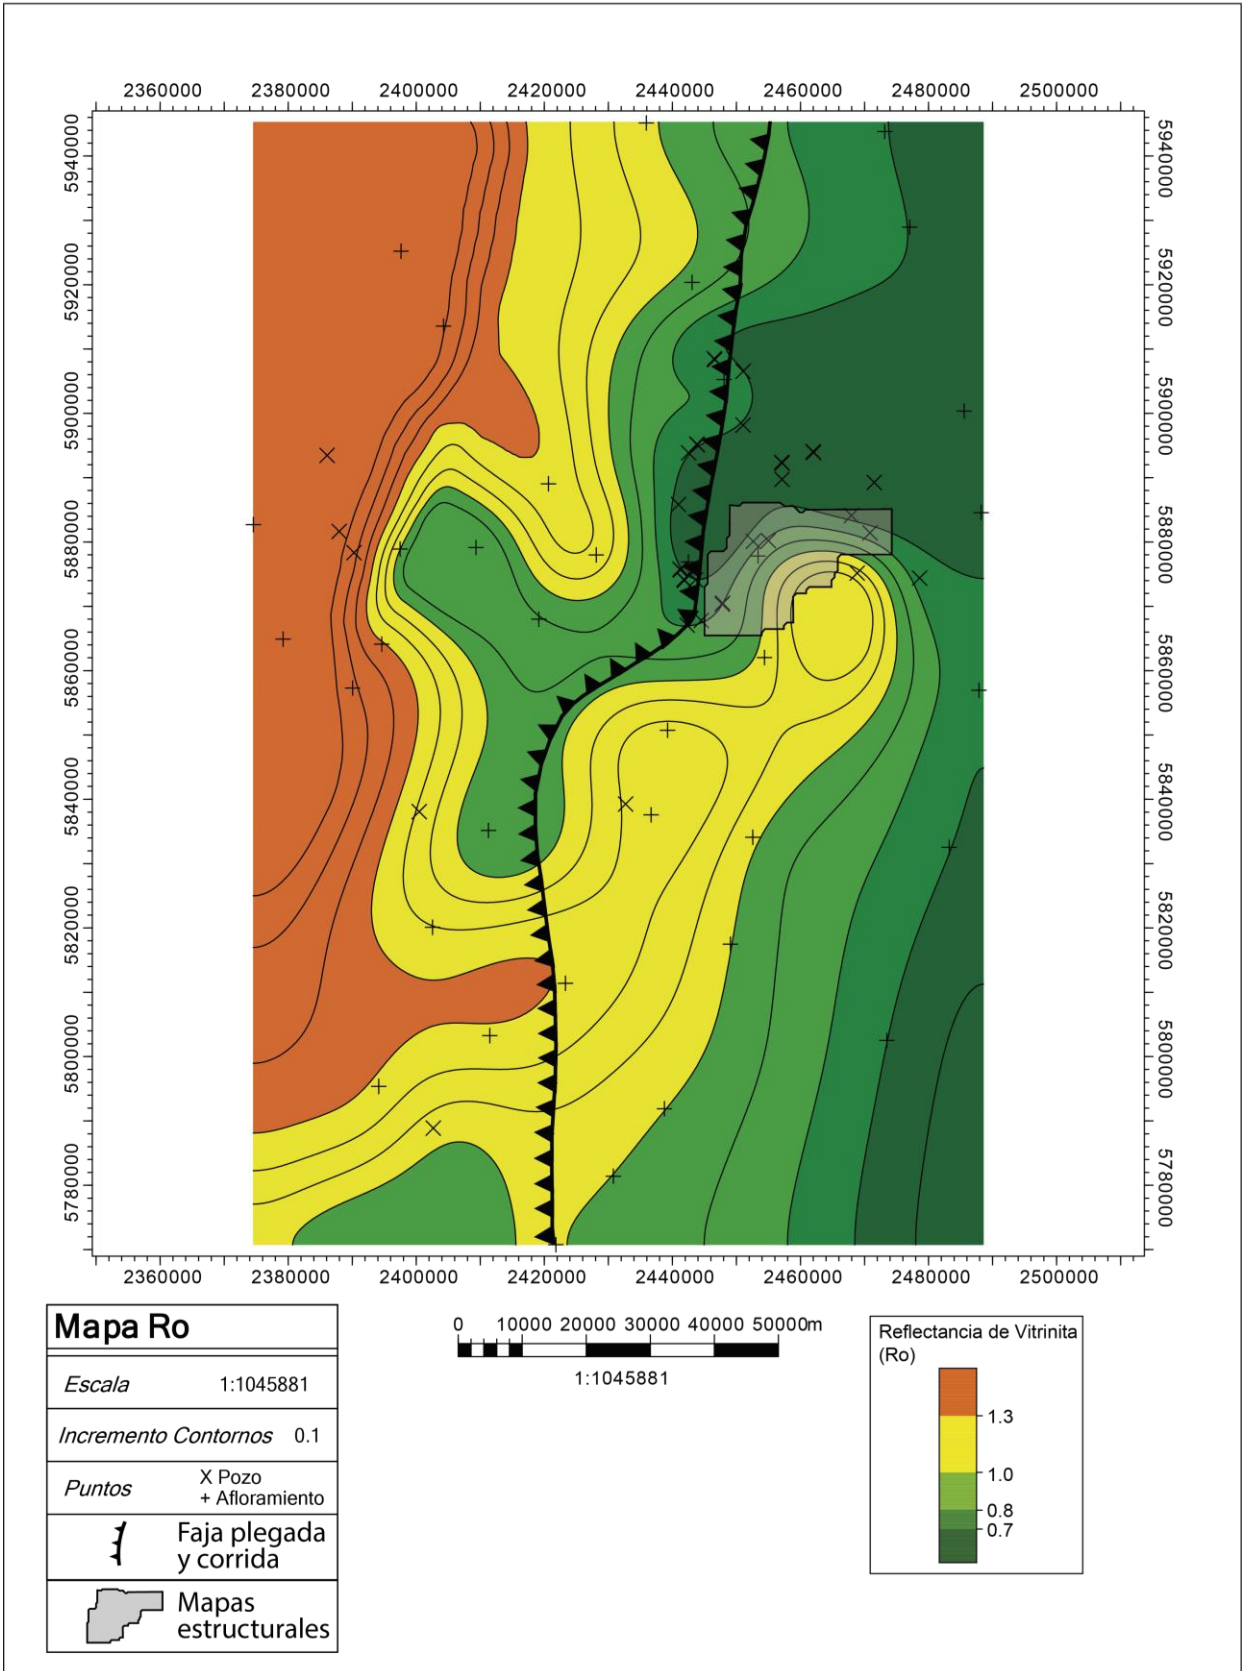 2360000 2380000 2400000 2420000 2440000 2460000 2480000 2500000
5940000 5940000
5920000 5920000
5900000 5900000
5880000 5880000
5860000 5860000
5840000 5840000
5820000 5820000
5800000 5800000
5780000 5780000
2360000 2380000 2400000 2420000 2440000 2460000 2480000 2500000
Mapa Ro
Escala 1:1045881
Incremento Contornos 0.1
Puntos X Pozo
+ Afloramiento
Faja plegada
y corrida
Mapas
estructurales
0 10000 20000 30000 40000 50000m
1:1045881
Reflectancia de Vitrinita
(Ro)
1.3
1.0
0.8
0.7